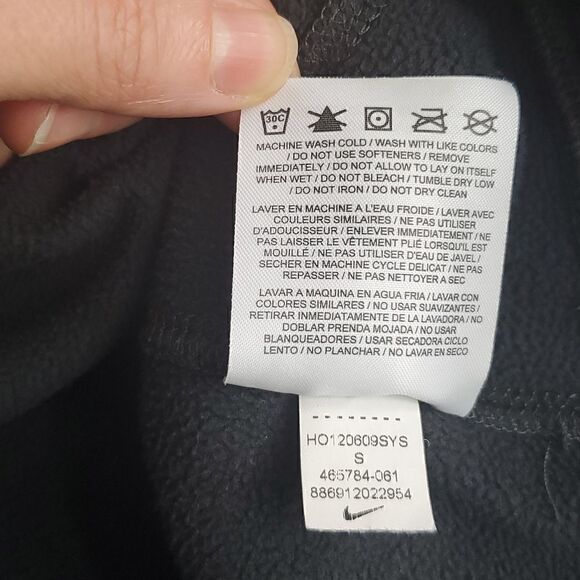 30C
MACHINE WASH COLD / WASH WITH LIKE COLORS
/ DO NOT USE SOFTENERS / REMOVE
IMMEDIATELY / DO NOT ALLOW TO LAY ON ITSELF
WHEN WET / DO NOT BLEACH / TUMBLE DRY LOW
/ DO NOT IRON / DO NOT DRY CLEAN
LAVER EN MACHINE A L'EAU FROIDE / LAVER AVEC
COULEURS SIMILAIRES / NE PAS UTILISER
D'ADOUCISSEUR / ENLEVER IMMEDIATEMENT / NE
PAS LAISSER LE VÊTEMENT PLIÉ LORSQU'IL EST
MOUILLÉ / NE PAS UTILISER D'EAU DE JAVEL /
SECHER EN MACHINE CYCLE DELICAT / NE PAS
REPASSER / NE PAS NETTOYER A SEC
LAVAR A MAQUINA EN AGUA FRIA / LAVAR CON
COLORES SIMILARES / NO USAR SUAVIZANTES /
RETIRAR INMEDIATAMENTE DE LA LAVADORA / NO
DOBLAR PRENDA MOJADA / NO USAR
BLANQUEADORES / USAR SECADORA CICLO
LENTO / NO PLANCHAR / NO LAVAR EN SECO
HO120609SYS
S
465784-061
886912022954